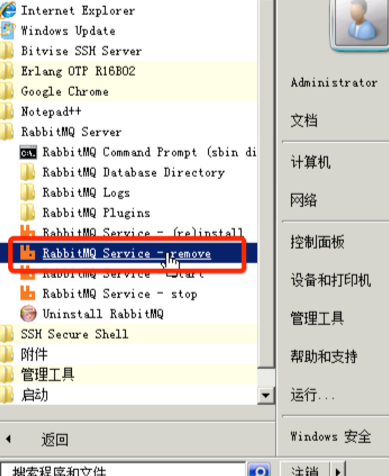 Internet Explorer
Windows Update
Bitvise SSH Server
Erlang OTP R16B02
Google Chrome
Notepad++
RabbitMQ Server
RabbitMQ Command Prompt (sbin di
RabbitMQ Database Directory
RabbitMQ Logs
RabbitMQ Plugins
RabbitMQ Service - (re)install
RabbitMQ Service - remove
RabbitMQ Service - start
RabbitMQ Service - stop
Uninstall RabbitMQ
SSH Secure Shell
附件
管理工具
启动
返回
搜索程序和文件
Administrator
文档
计算机
网络
控制面板
设备和打印机
管理工具
帮助和支持
运行...
Windows 安全
注销